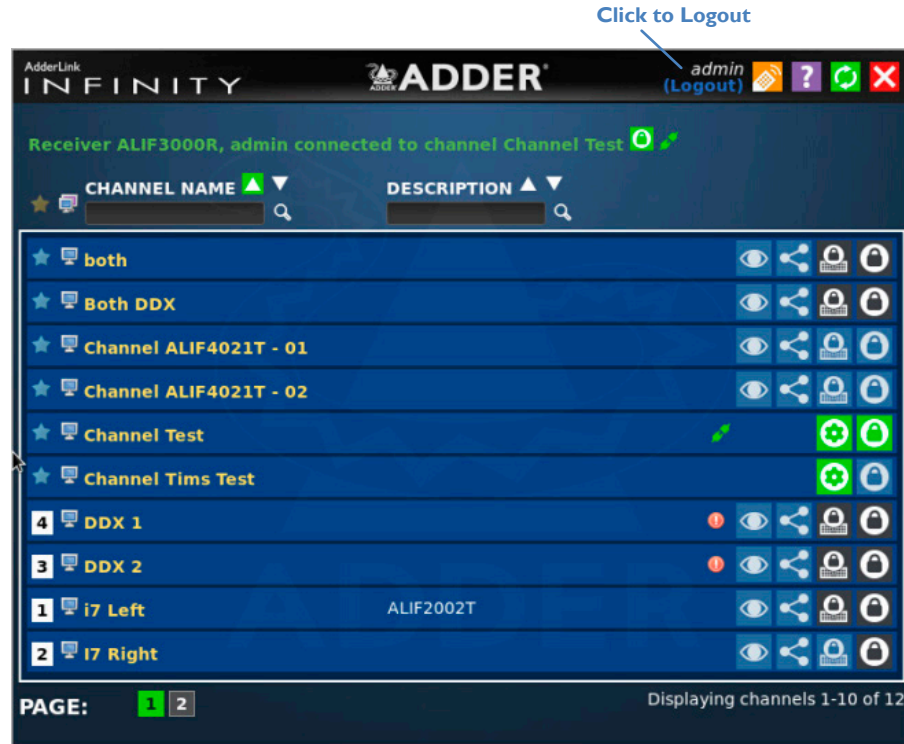 Click to Logout
AdderLink
INFINITY
ADDER
ADDER
admin
(Logout)
?
Receiver ALIF3000R, admin connected to channel Channel Test
CHANNEL NAME
DESCRIPTION
both
Both DDX
Channel ALIF4021T - 01
Channel ALIF4021T - 02
Channel Test
Channel Tims Test
4 DDX 1
3 DDX 2
1 i7 Left ALIF2002T
2 I7 Right
ADDER
PAGE: 1 2
Displaying channels 1-10 of 12